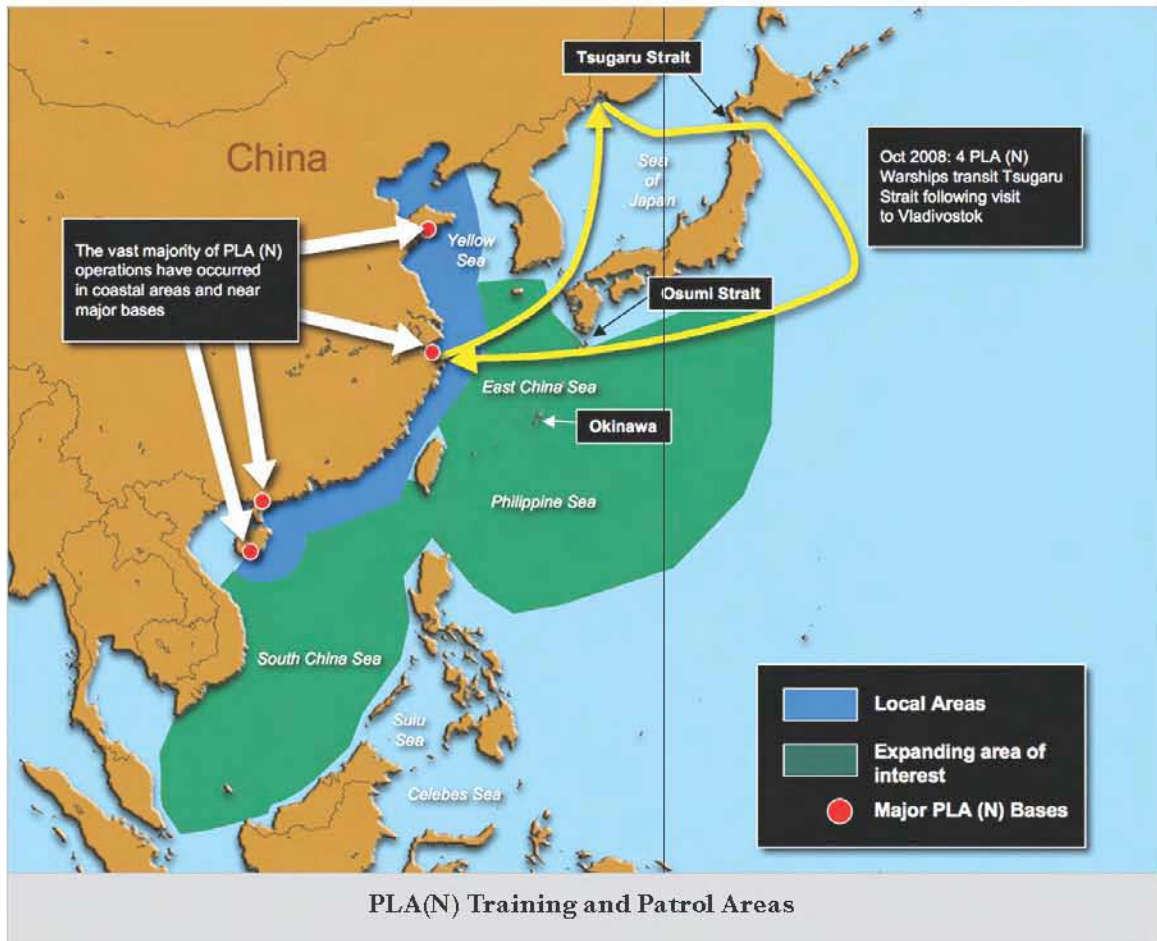 Tsugaru Strait
China
Sea
of
Japan
Oct 2008: 4 PLA (N)
Warships transit Tsugaru
Strait following visit
to Vladivostok
The vast majority of PLA (N)
operations have occurred
in coastal areas and near
major bases
Yellow
Sea
Osumi Strait
East China Sea
Okinawa
Philippine Sea
South China Sea
Sulu
Sea
Celebes Sea
Local Areas
Expanding area of
interest
Major PLA (N) Bases
PLA(N) Training and Patrol Areas